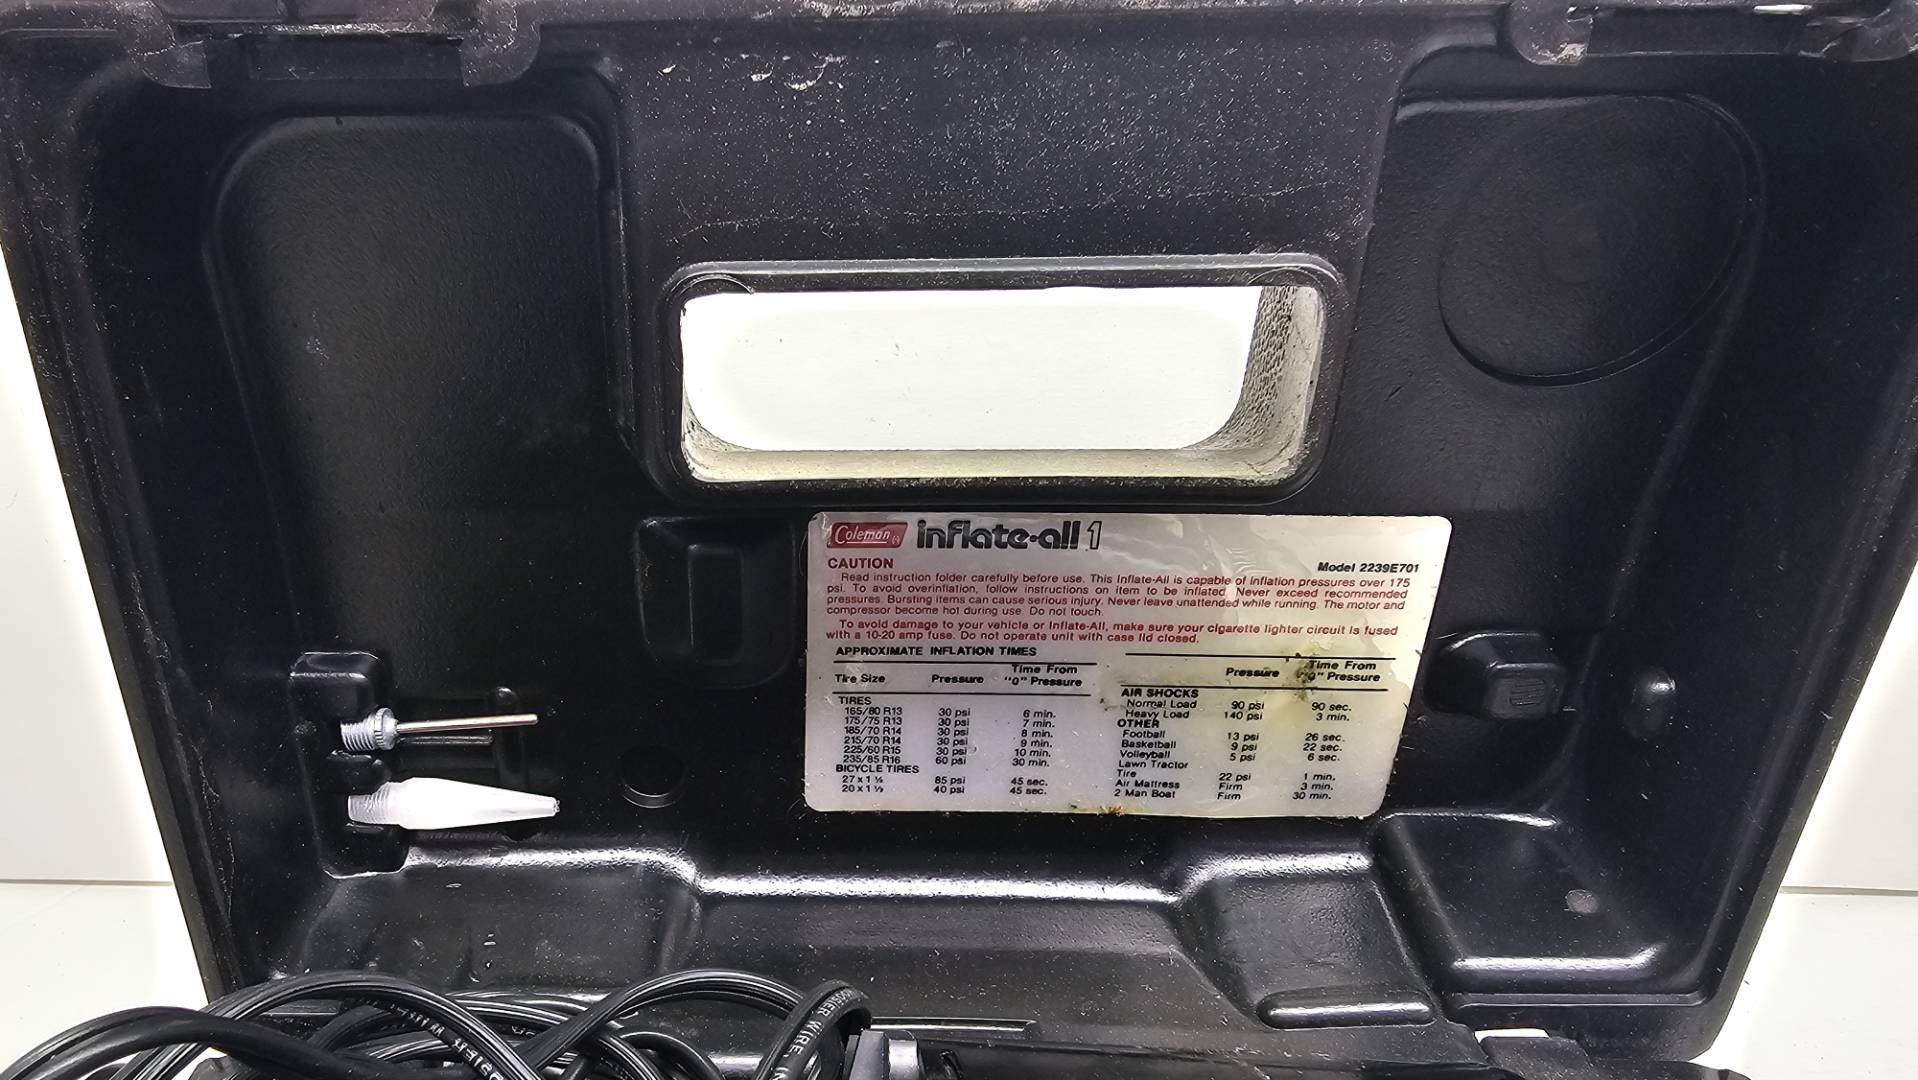 Coleman inflate·all 1
CAUTION
Model 2239E701
Read instruction folder carefully before use. This Inflate-All is capable of inflation pressures over 175
psi. To avoid overinflation, follow instructions on item to be inflated. Never exceed recommended
pressures. Bursting items can cause serious injury. Never leave unattended while running. The motor and
compressor become hot during use. Do not touch.
To avoid damage to your vehicle or Inflate-All, make sure your cigarette lighter circuit is fused
with a 10-20 amp fuse. Do not operate unit with case lid closed.
APPROXIMATE INFLATION TIMES
Tire Size Pressure Time From
"0" Pressure
TIRES
165/80 R13 30 psi 6 min.
175/75 R13 30 psi 7 min.
185/70 R14 30 psi 8 min.
215/70 R14 30 psi 9 min.
225/60 R15 30 psi 10 min.
235/85 R16 60 psi 30 min.
BICYCLE TIRES
27 x 1 ¼ 85 psi 45 sec.
20 x 1 ½ 40 psi 45 sec.
Pressure Time From
"0" Pressure
AIR SHOCKS
Normal Load 90 psi 90 sec.
Heavy Load 140 psi 3 min.
OTHER
Football 13 psi 26 sec.
Basketball 9 psi 22 sec.
Volleyball 5 psi 6 sec.
Lawn Tractor
Tire 22 psi 1 min.
Air Mattress Firm 3 min.
2 Man Boat Firm 30 min.
WIRE